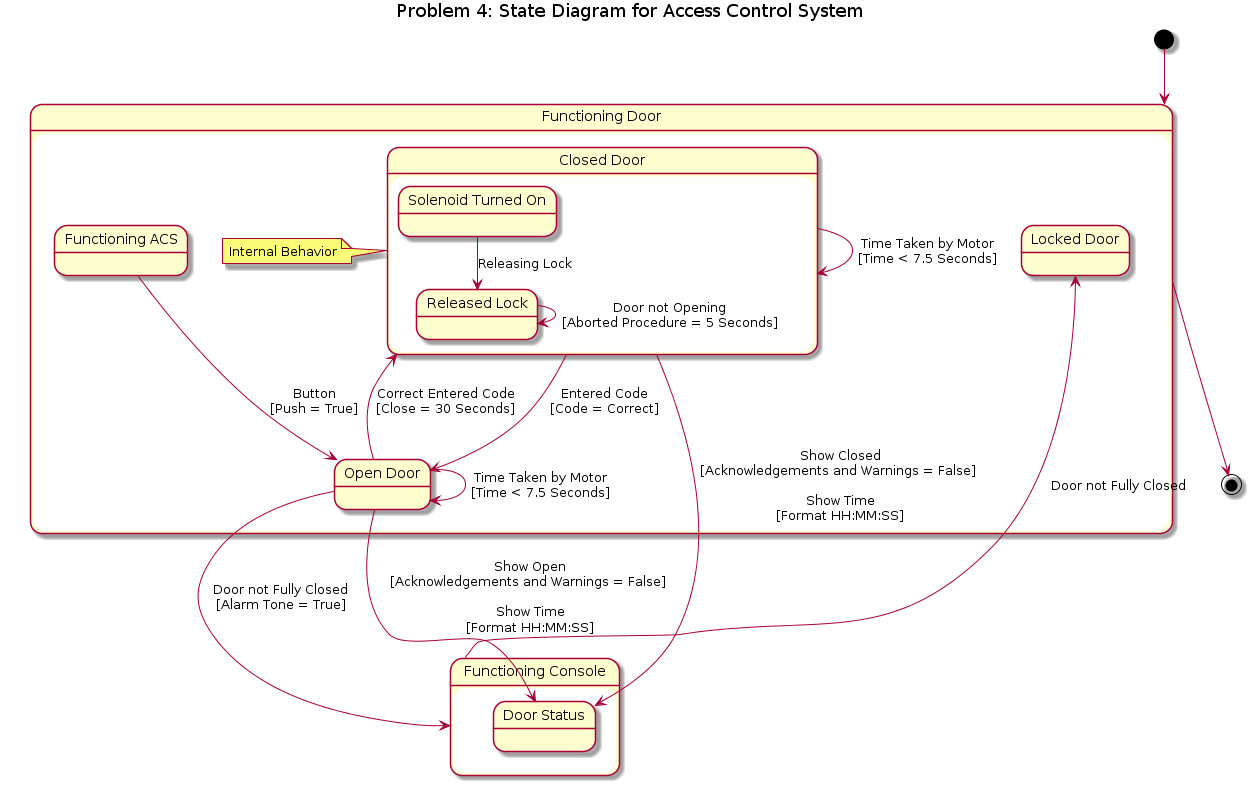 Problem 4: State Diagram for Access Control System
Functioning Door
Closed Door
Solenoid Turned On
Functioning ACS
Internal Behavior
Time Taken by Motor
[Time < 7.5 Seconds]
Locked Door
Releasing Lock
Released Lock
Door not Opening
[Aborted Procedure = 5 Seconds]
Button
[Push = True]
Correct Entered Code
[Close = 30 Seconds]
Entered Code
[Code = Correct]
Show Closed
[Acknowledgements and Warnings = False]
Show Time
[Format HH:MM:SS]
Open Door
Time Taken by Motor
[Time < 7.5 Seconds]
Door not Fully Closed
Show Open
[Acknowledgements and Warnings = False]
Show Time
[Format HH:MM:SS]
Door not Fully Closed
[Alarm Tone = True]
Functioning Console
Door Status